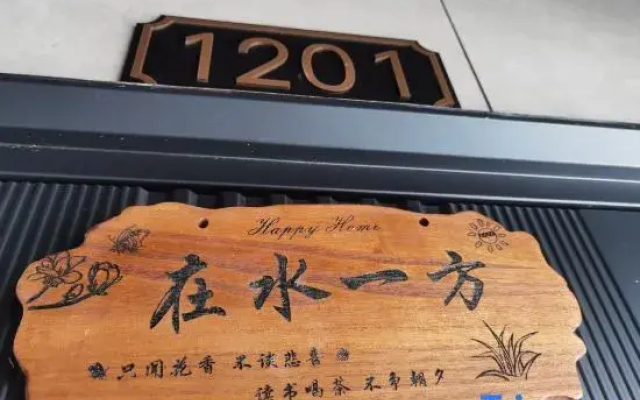 1201
Happy Home
在水一方
只闻花香 不谈悲喜
读书喝茶 不争朝夕